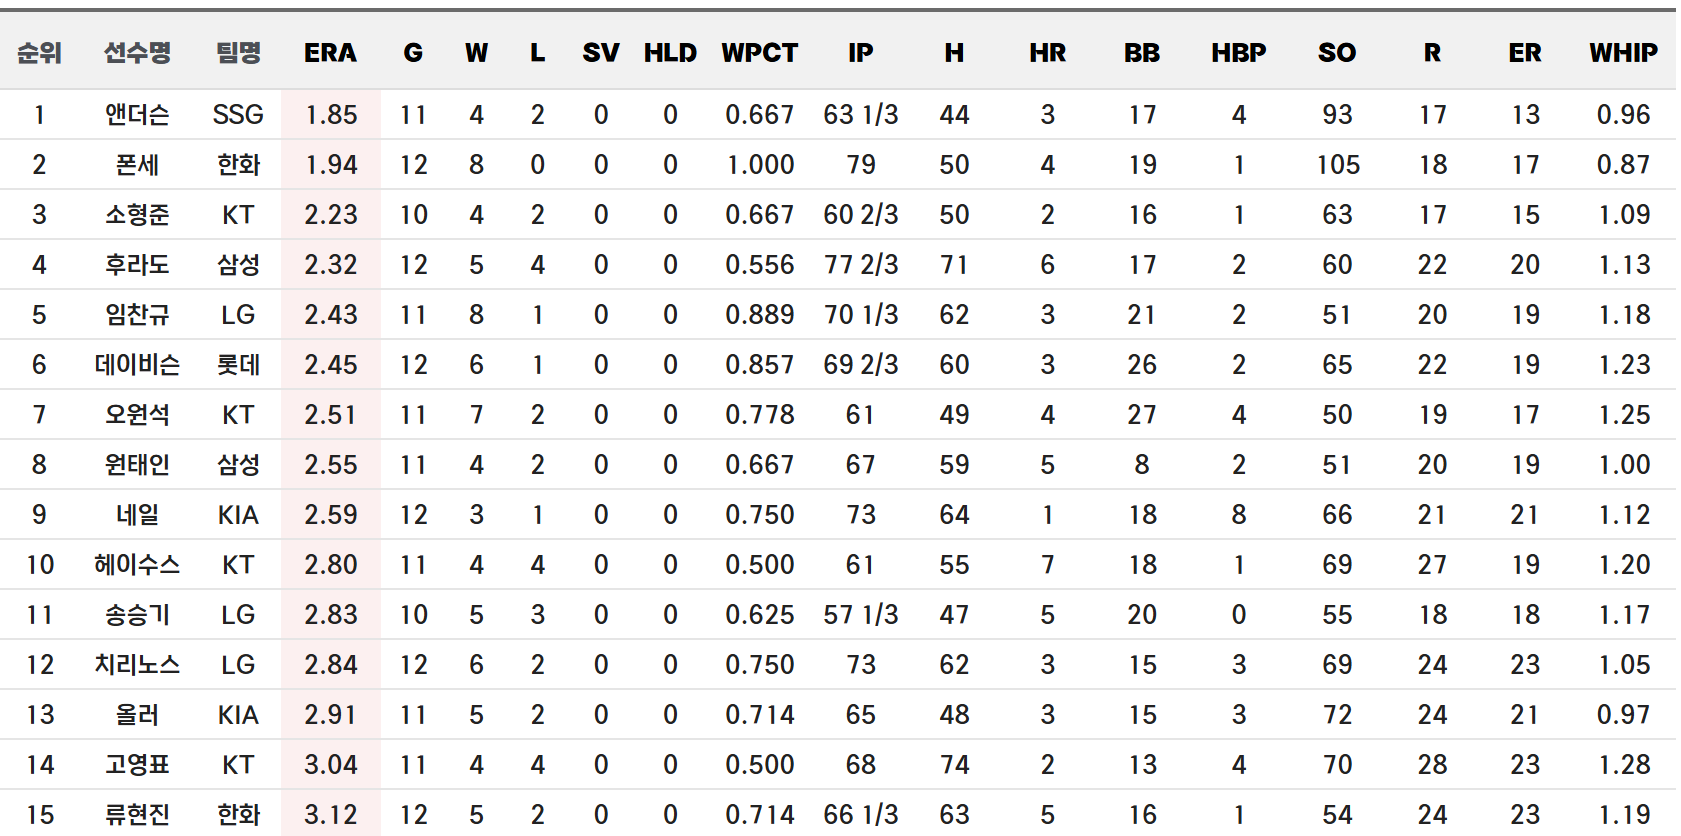 순위 선수명 팀명 ERA G W L SV HLD WPCT IP H HR BB HBP SO R ER WHIP
1 앤더슨 SSG 1.85 11 4 2 0 0 0.667 63 1/3 44 3 17 4 93 17 13 0.96
2 폰세 한화 1.94 12 8 0 0 0 1.000 79 50 4 19 1 105 18 17 0.87
3 소형준 KT 2.23 10 4 2 0 0 0.667 60 2/3 50 2 16 1 63 17 15 1.09
4 후라도 삼성 2.32 12 5 4 0 0 0.556 77 2/3 71 6 17 2 60 22 20 1.13
5 임찬규 LG 2.43 11 8 1 0 0 0.889 70 1/3 62 3 21 2 51 20 19 1.18
6 데이비슨 롯데 2.45 12 6 1 0 0 0.857 69 2/3 60 3 26 2 65 22 19 1.23
7 오원석 KT 2.51 11 7 2 0 0 0.778 61 49 4 27 4 50 19 17 1.25
8 원태인 삼성 2.55 11 4 2 0 0 0.667 67 59 5 8 2 51 20 19 1.00
9 네일 KIA 2.59 12 3 1 0 0 0.750 73 64 1 18 8 66 21 21 1.12
10 헤이수스 KT 2.80 11 4 4 0 0 0.500 61 55 7 18 1 69 27 19 1.20
11 송승기 LG 2.83 10 5 3 0 0 0.625 57 1/3 47 5 20 0 55 18 18 1.17
12 치리노스 LG 2.84 12 6 2 0 0 0.750 73 62 3 15 3 69 24 23 1.05
13 올러 KIA 2.91 11 5 2 0 0 0.714 65 48 3 15 3 72 24 21 0.97
14 고영표 KT 3.04 11 4 4 0 0 0.500 68 74 2 13 4 70 28 23 1.28
15 류현진 한화 3.12 12 5 2 0 0 0.714 66 1/3 63 5 16 1 54 24 23 1.19